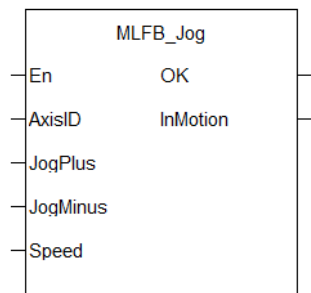 MLFB_Jog
En OK
AxisID InMotion
JogPlus
JogMinus
Speed